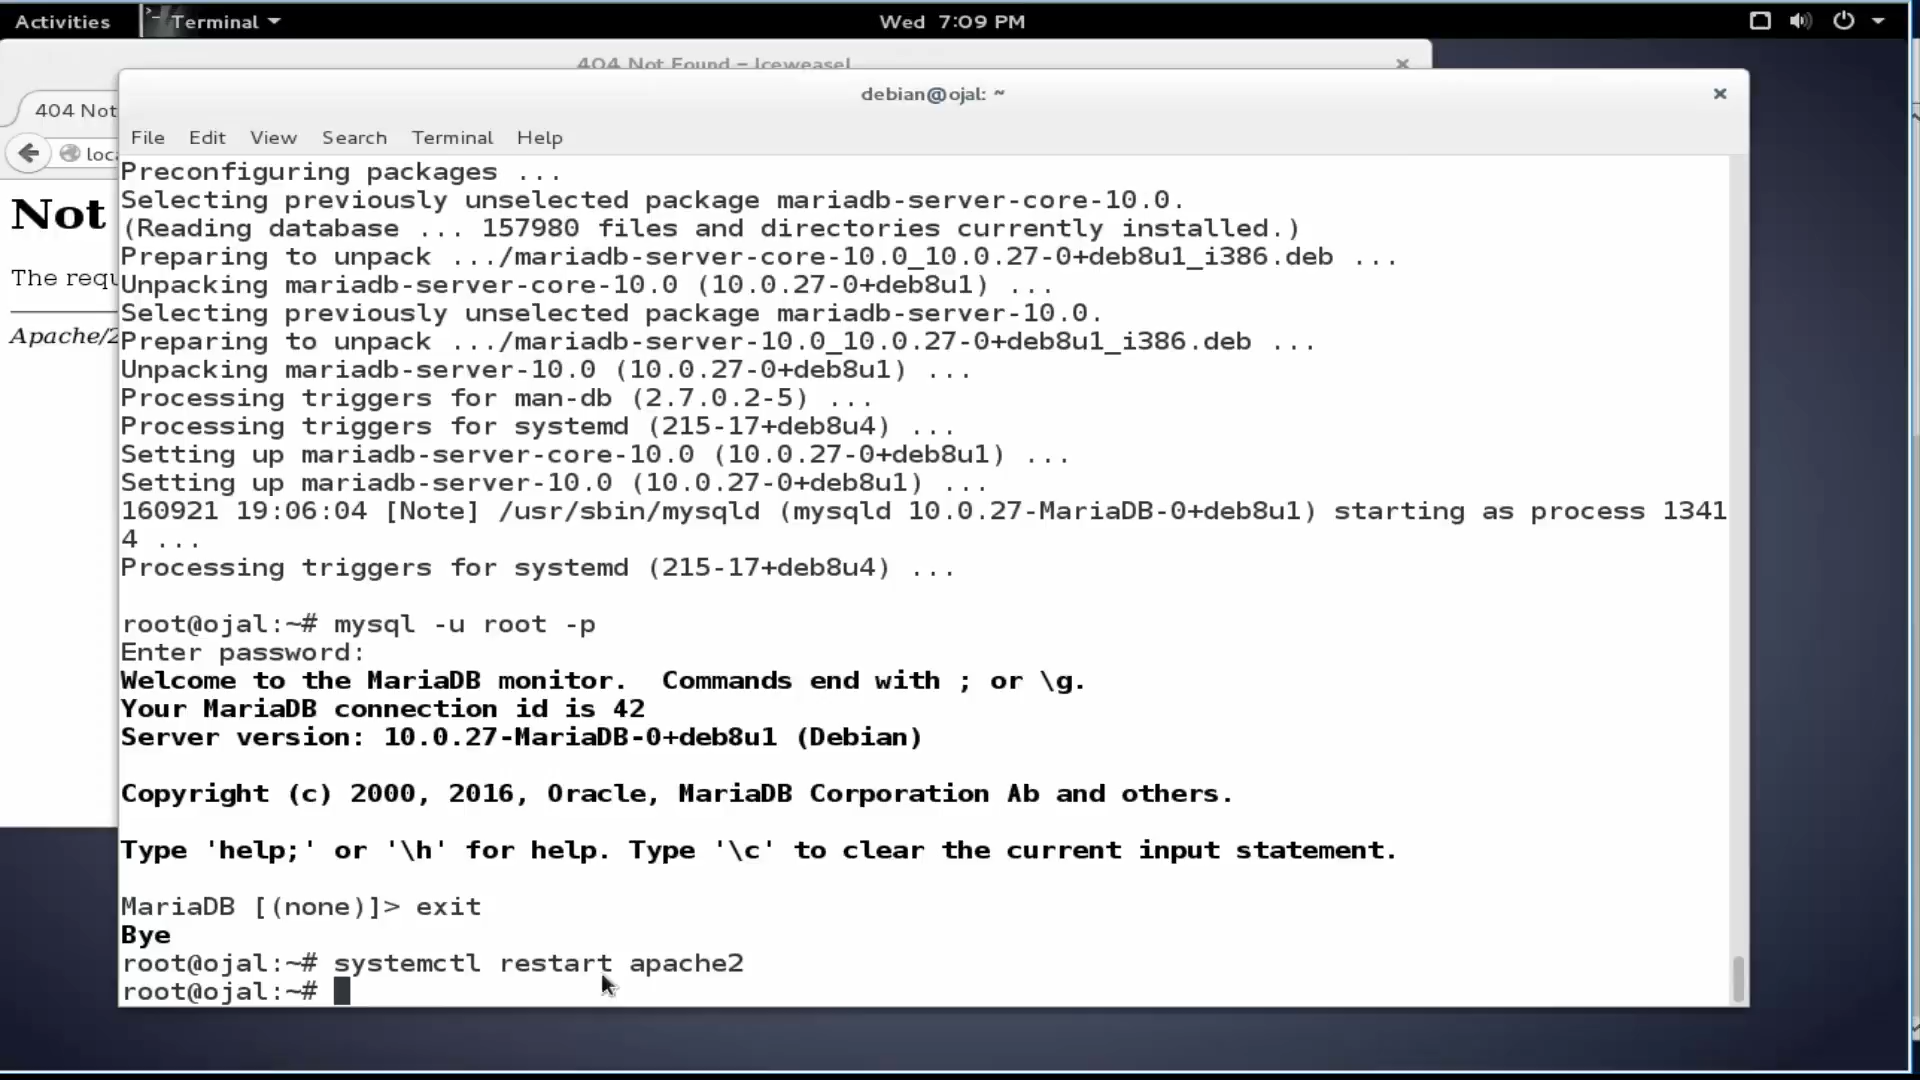 Activities
Terminal
Wed 7:09 PM
404 Not Found – Iceweasel
404 Not
loc
Not
The requ
Apache/2
debian@ojal: ~
File Edit View Search Terminal Help
Preconfiguring packages ...
Selecting previously unselected package mariadb-server-core-10.0.
(Reading database ... 157980 files and directories currently installed.)
Preparing to unpack .../mariadb-server-core-10.0_10.0.27-0+deb8u1_i386.deb ...
Unpacking mariadb-server-core-10.0 (10.0.27-0+deb8u1) ...
Selecting previously unselected package mariadb-server-10.0.
Preparing to unpack .../mariadb-server-10.0_10.0.27-0+deb8u1_i386.deb ...
Unpacking mariadb-server-10.0 (10.0.27-0+deb8u1) ...
Processing triggers for man-db (2.7.0.2-5) ...
Processing triggers for systemd (215-17+deb8u4) ...
Setting up mariadb-server-core-10.0 (10.0.27-0+deb8u1) ...
Setting up mariadb-server-10.0 (10.0.27-0+deb8u1) ...
160921 19:06:04 [Note] /usr/sbin/mysqld (mysqld 10.0.27-MariaDB-0+deb8u1) starting as process 1341
4 ...
Processing triggers for systemd (215-17+deb8u4) ...
root@ojal:~# mysql -u root -p
Enter password:
Welcome to the MariaDB monitor.  Commands end with ; or \g.
Your MariaDB connection id is 42
Server version: 10.0.27-MariaDB-0+deb8u1 (Debian)
Copyright (c) 2000, 2016, Oracle, MariaDB Corporation Ab and others.
Type 'help;' or '\h' for help. Type '\c' to clear the current input statement.
MariaDB [(none)]> exit
Bye
root@ojal:~# systemctl restart apache2
root@ojal:~#